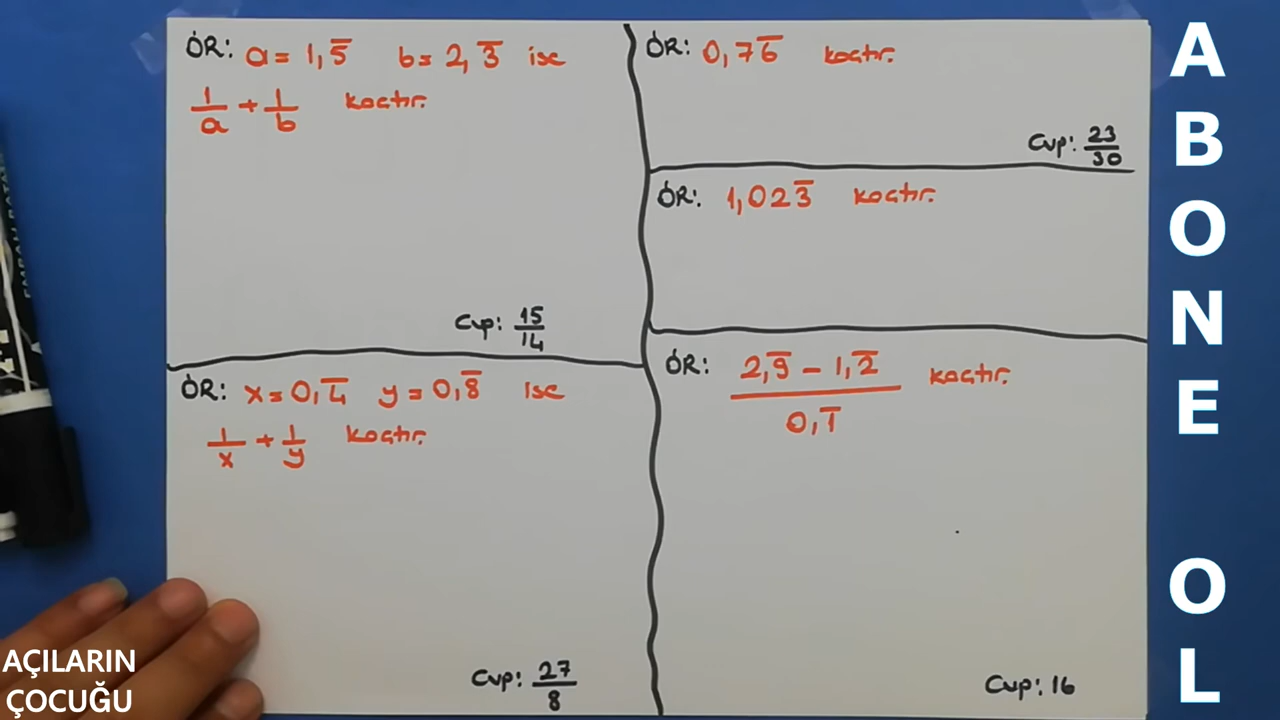 ÖR: a = 1,5̅ b = 2,3̅ ise
1/a + 1/b kaçtır.
Cvp: 15/14
ÖR: x = 0,4̅ y = 0,8̅ ise
1/x + 1/y kaçtır.
Cvp: 27/8
ÖR: 0,76̅ kaçtır.
Cvp: 23/30
ÖR: 1,023̅ kaçtır.
ÖR: (2,9̅ - 1,2̅)/0,1̅ kaçtır.
Cvp: 16
ABONE
OL
AÇILARIN
ÇOCUĞU